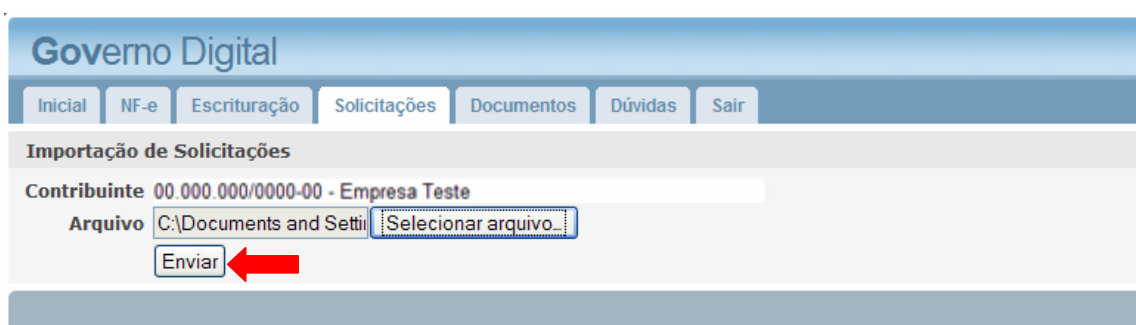 Governo Digital
Inicial NF-e Escrituração Solicitações Documentos Dúvidas Sair
Importação de Solicitações
Contribuinte 00.000.000/0000-00 - Empresa Teste
Arquivo C:\Documents and Settin Selecionar arquivo...
Enviar